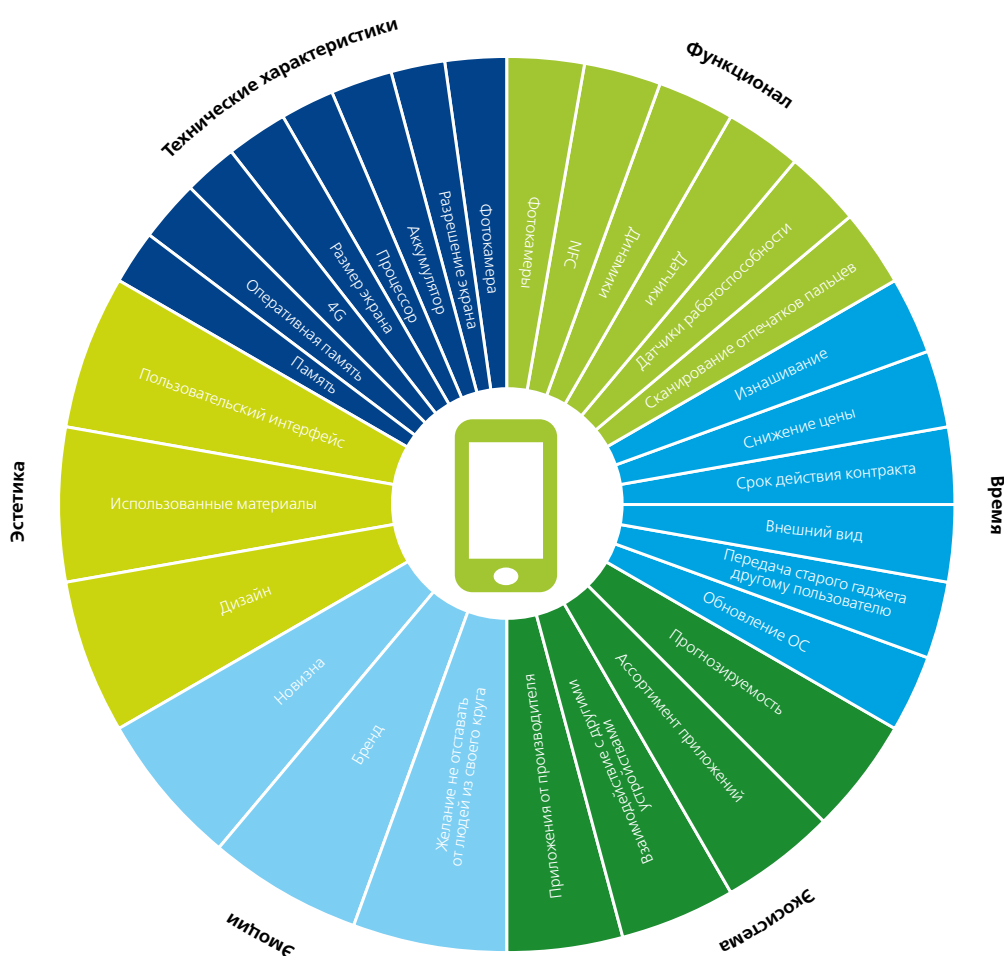 Технические характеристики
Память
Оперативная память
4G
Размер экрана
Процессор
Аккумулятор
Разрешение экрана
Фотокамера
Функционал
Фотокамеры
NFC
Динамики
Датчики
Датчики работоспособности
Сканирование отпечатков пальцев
Время
Изнашивание
Снижение цены
Срок действия контракта
Внешний вид
Передача старого гаджета
другому пользователю
Обновление ОС
Экосистема
Прогнозируемость
Ассортимент приложений
Взаимодействие с другими
устройствами
Приложения от производителя
Эмоции
Желание не отставать
от людей из своего круга
Бренд
Новизна
Эстетика
Дизайн
Использованные материалы
Пользовательский интерфейс